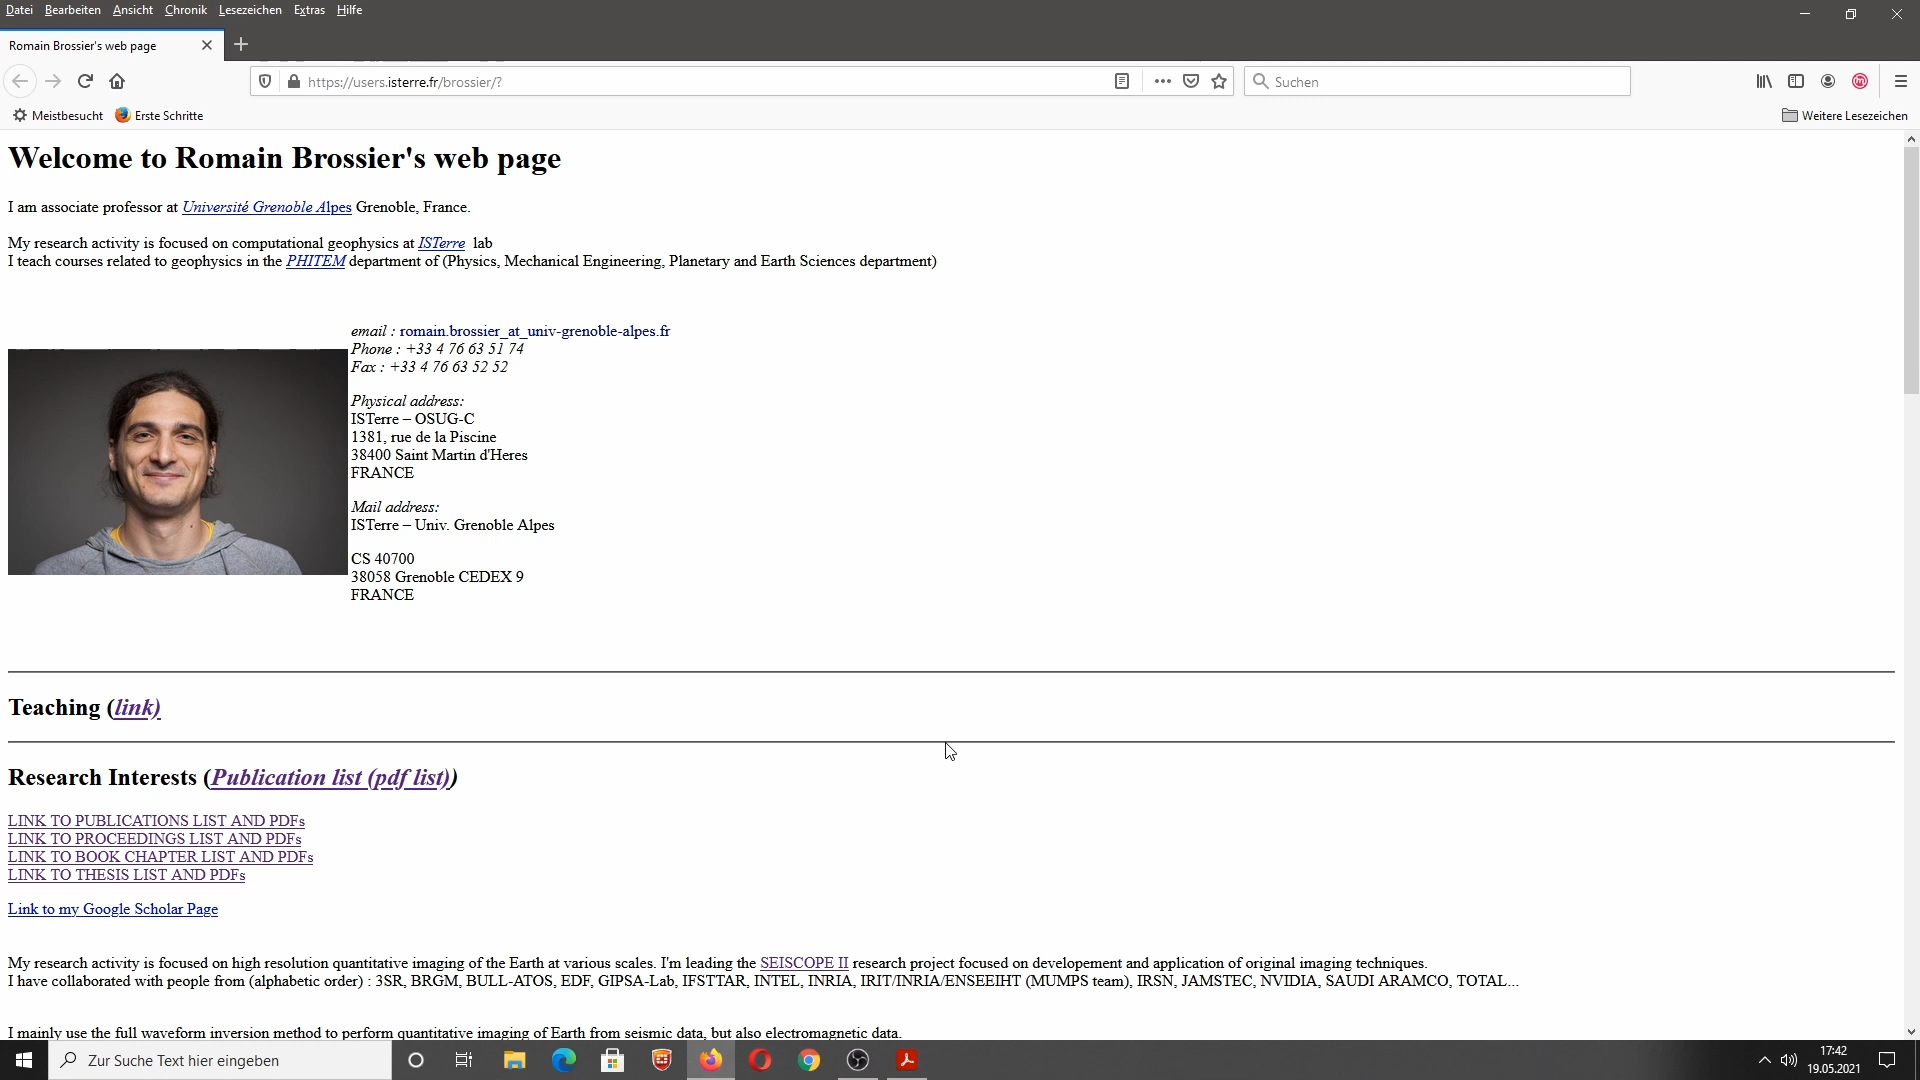 Datei Bearbeiten Ansicht Chronik Lesezeichen Extras Hilfe
Romain Brossier's web page
https://users.isterre.fr/brossier/?
Suchen
Meistbesucht Erste Schritte Weitere Lesezeichen
Welcome to Romain Brossier's web page
I am associate professor at Université Grenoble Alpes Grenoble, France.
My research activity is focused on computational geophysics at ISTerre lab
I teach courses related to geophysics in the PHITEM department of (Physics, Mechanical Engineering, Planetary and Earth Sciences department)
email : romain.brossier_at_univ-grenoble-alpes.fr
Phone : +33 4 76 63 51 74
Fax : +33 4 76 63 52 52
Physical address:
ISTerre – OSUG-C
1381, rue de la Piscine
38400 Saint Martin d'Heres
FRANCE
Mail address:
ISTerre – Univ. Grenoble Alpes
CS 40700
38058 Grenoble CEDEX 9
FRANCE
Teaching (link)
Research Interests (Publication list (pdf list))
LINK TO PUBLICATIONS LIST AND PDFs
LINK TO PROCEEDINGS LIST AND PDFs
LINK TO BOOK CHAPTER LIST AND PDFs
LINK TO THESIS LIST AND PDFs
Link to my Google Scholar Page
My research activity is focused on high resolution quantitative imaging of the Earth at various scales. I'm leading the SEISCOPE II research project focused on developement and application of original imaging techniques.
I have collaborated with people from (alphabetic order) : 3SR, BRGM, BULL-ATOS, EDF, GIPSA-Lab, IFSTTAR, INTEL, INRIA, IRIT/INRIA/ENSEEIHT (MUMPS team), IRSN, JAMSTEC, NVIDIA, SAUDI ARAMCO, TOTAL...
I mainly use the full waveform inversion method to perform quantitative imaging of Earth from seismic data, but also electromagnetic data.
Zur Suche Text hier eingeben
17:42
19.05.2021